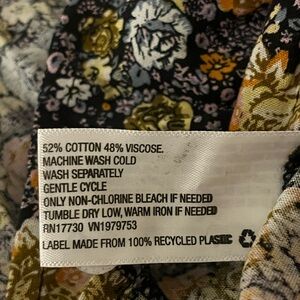 52% COTTON 48% VISCOSE.
MACHINE WASH COLD
WASH SEPARATELY
GENTLE CYCLE
ONLY NON-CHLORINE BLEACH IF NEEDED
TUMBLE DRY LOW, WARM IRON IF NEEDED
RN17730 VN1979753
LABEL MADE FROM 100% RECYCLED PLASTIC